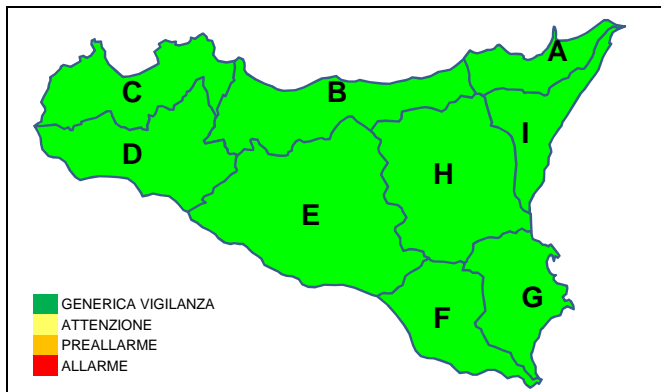 A
B
C
I
D
H
E
G
F
GENERICA VIGILANZA
ATTENZIONE
PREALLARME
ALLARME